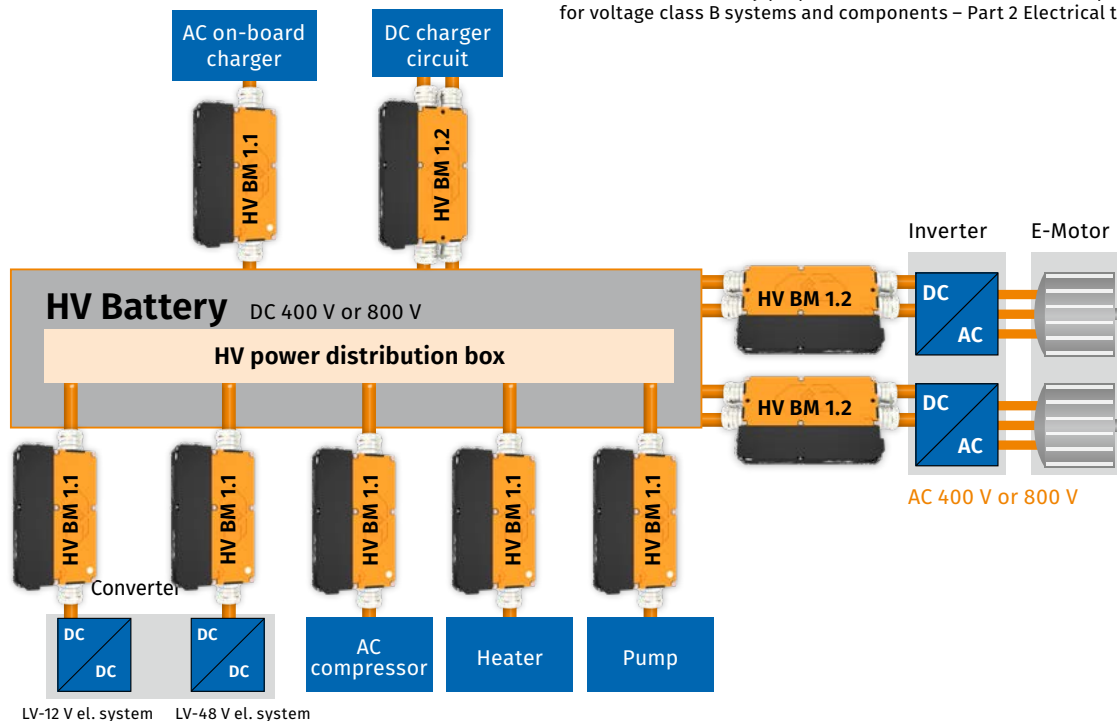 for voltage class B systems and components – Part 2 Electrical t
AC on-board
charger
DC charger
circuit
HV BM 1.1
HV BM 1.2
Inverter
E-Motor
HV Battery DC 400 V or 800 V
HV power distribution box
HV BM 1.2
DC
AC
HV BM 1.2
DC
AC
AC 400 V or 800 V
HV BM 1.1
HV BM 1.1
HV BM 1.1
HV BM 1.1
HV BM 1.1
Converter
DC
DC
DC
DC
AC
compressor
Heater
Pump
LV-12 V el. system
LV-48 V el. system